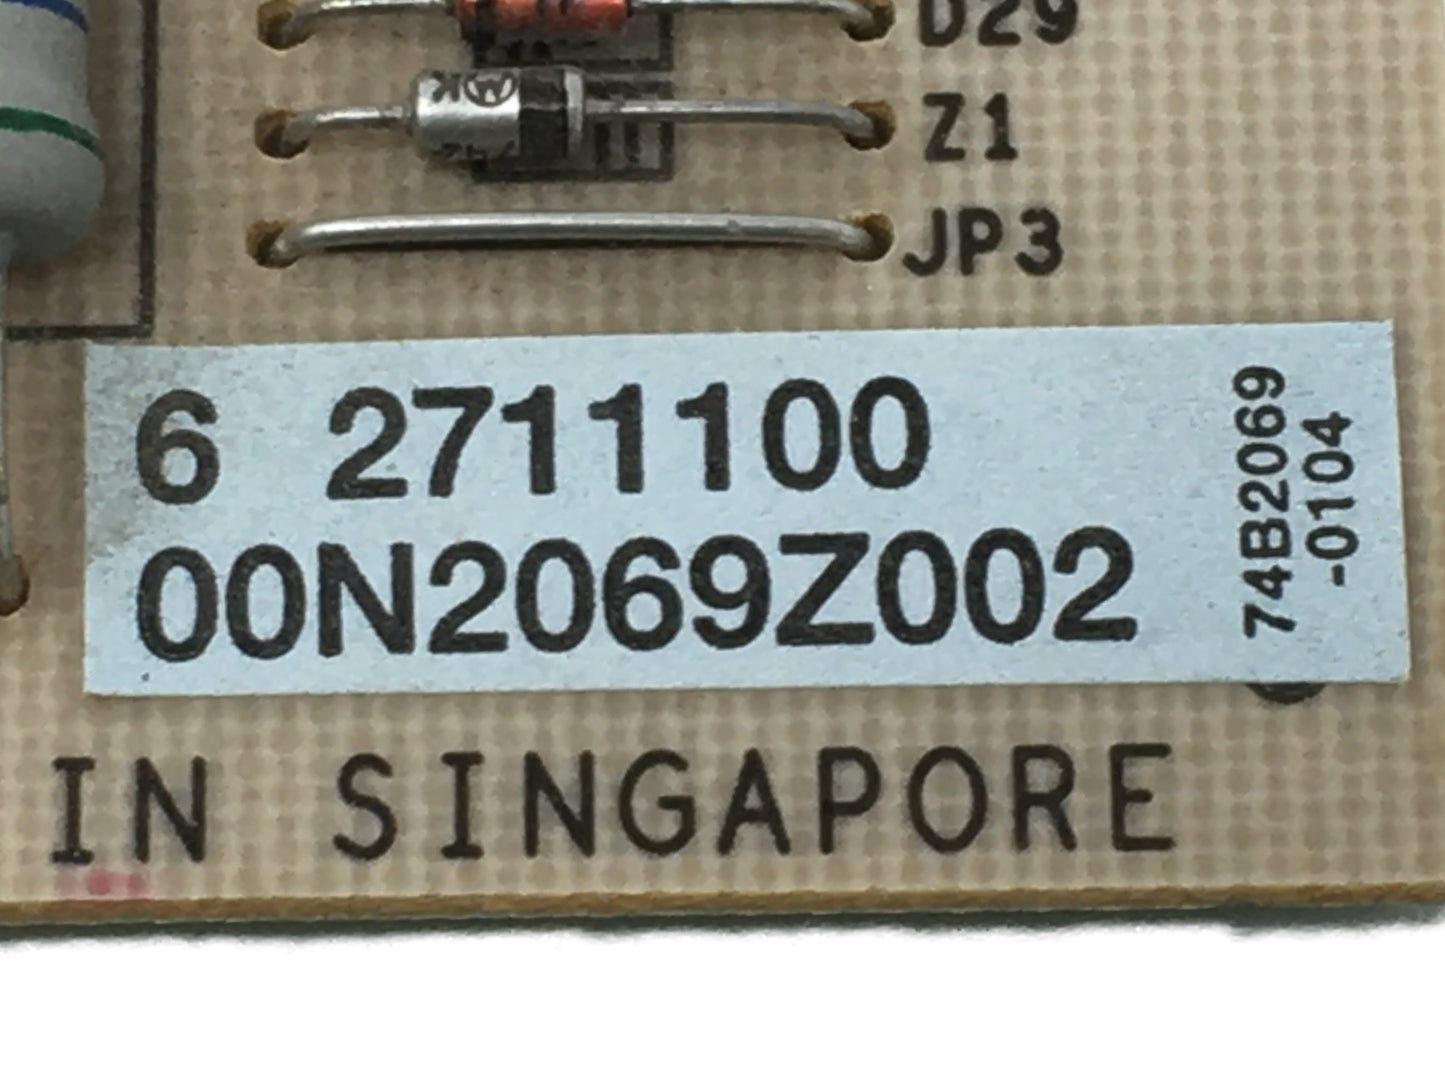 D29
Z1
JP3
6 2711100
00N2069Z002
74B2069
-0104
IN SINGAPORE